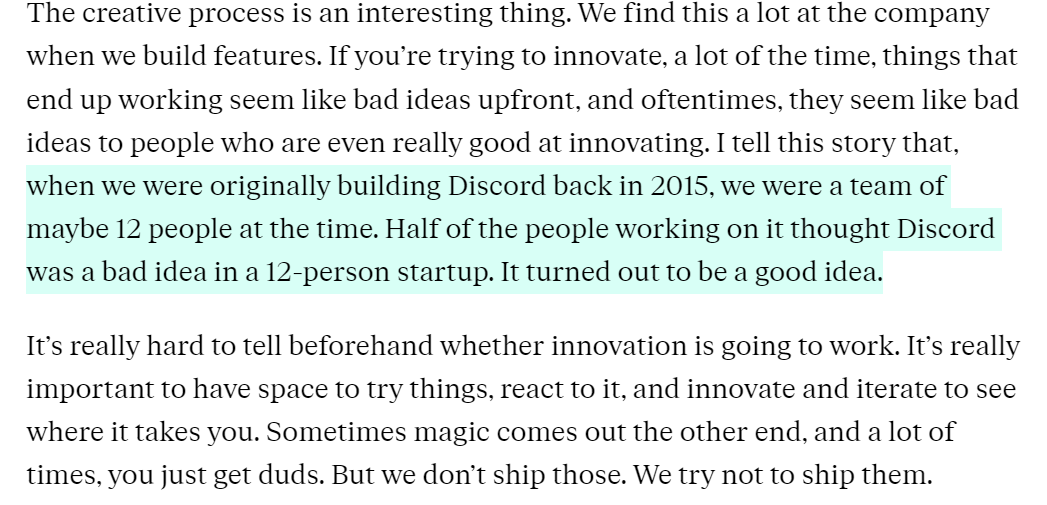 The creative process is an interesting thing. We find this a lot at the company
when we build features. If you’re trying to innovate, a lot of the time, things that
end up working seem like bad ideas upfront, and oftentimes, they seem like bad
ideas to people who are even really good at innovating. I tell this story that,
when we were originally building Discord back in 2015, we were a team of
maybe 12 people at the time. Half of the people working on it thought Discord
was a bad idea in a 12-person startup. It turned out to be a good idea.
It’s really hard to tell beforehand whether innovation is going to work. It’s really
important to have space to try things, react to it, and innovate and iterate to see
where it takes you. Sometimes magic comes out the other end, and a lot of
times, you just get duds. But we don’t ship those. We try not to ship them.